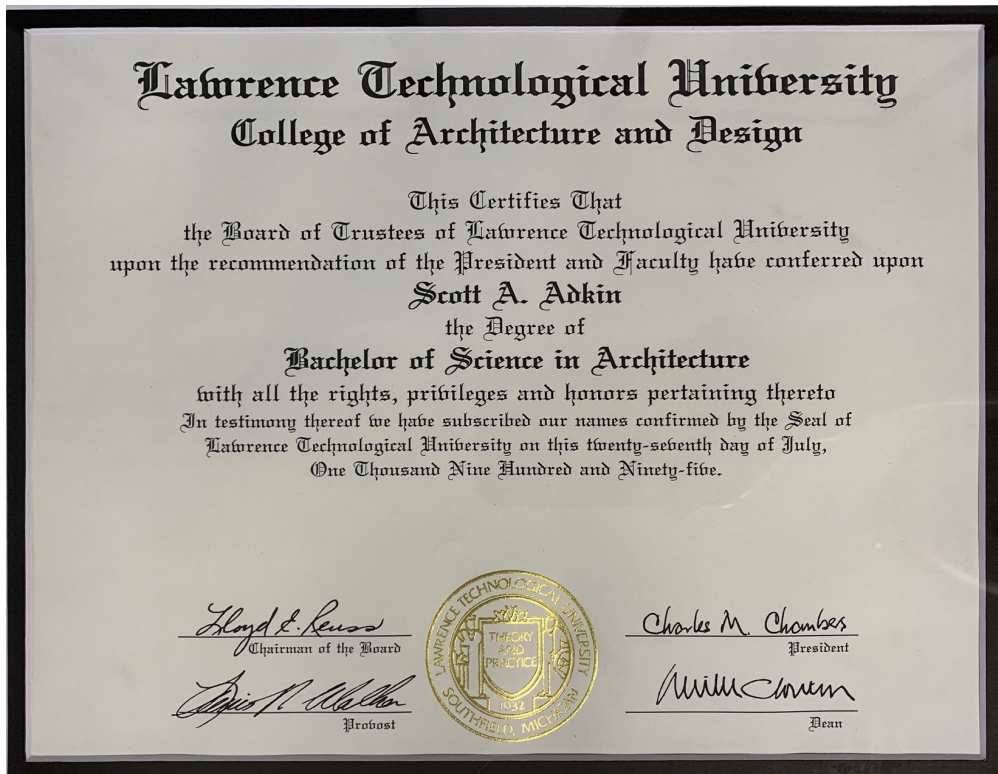 Lawrence Technological University
College of Architecture and Design
This Certifies That
the Board of Trustees of Lawrence Technological University
upon the recommendation of the President and Faculty have conferred upon
Scott A. Adkin
the Degree of
Bachelor of Science in Architecture
with all the rights, privileges and honors pertaining thereto
In testimony thereof we have subscribed our names confirmed by the Seal of
Lawrence Technological University on this twenty-seventh day of July,
One Thousand Nine Hundred and Ninety-five.
Lloyd E. Reuss
Chairman of the Board
Charles M. Chambers
President
Provost
Dean
LAWRENCE TECHNOLOGICAL UNIVERSITY
THEORY
AND
PRACTICE
1932
SOUTHFIELD, MICHIGAN